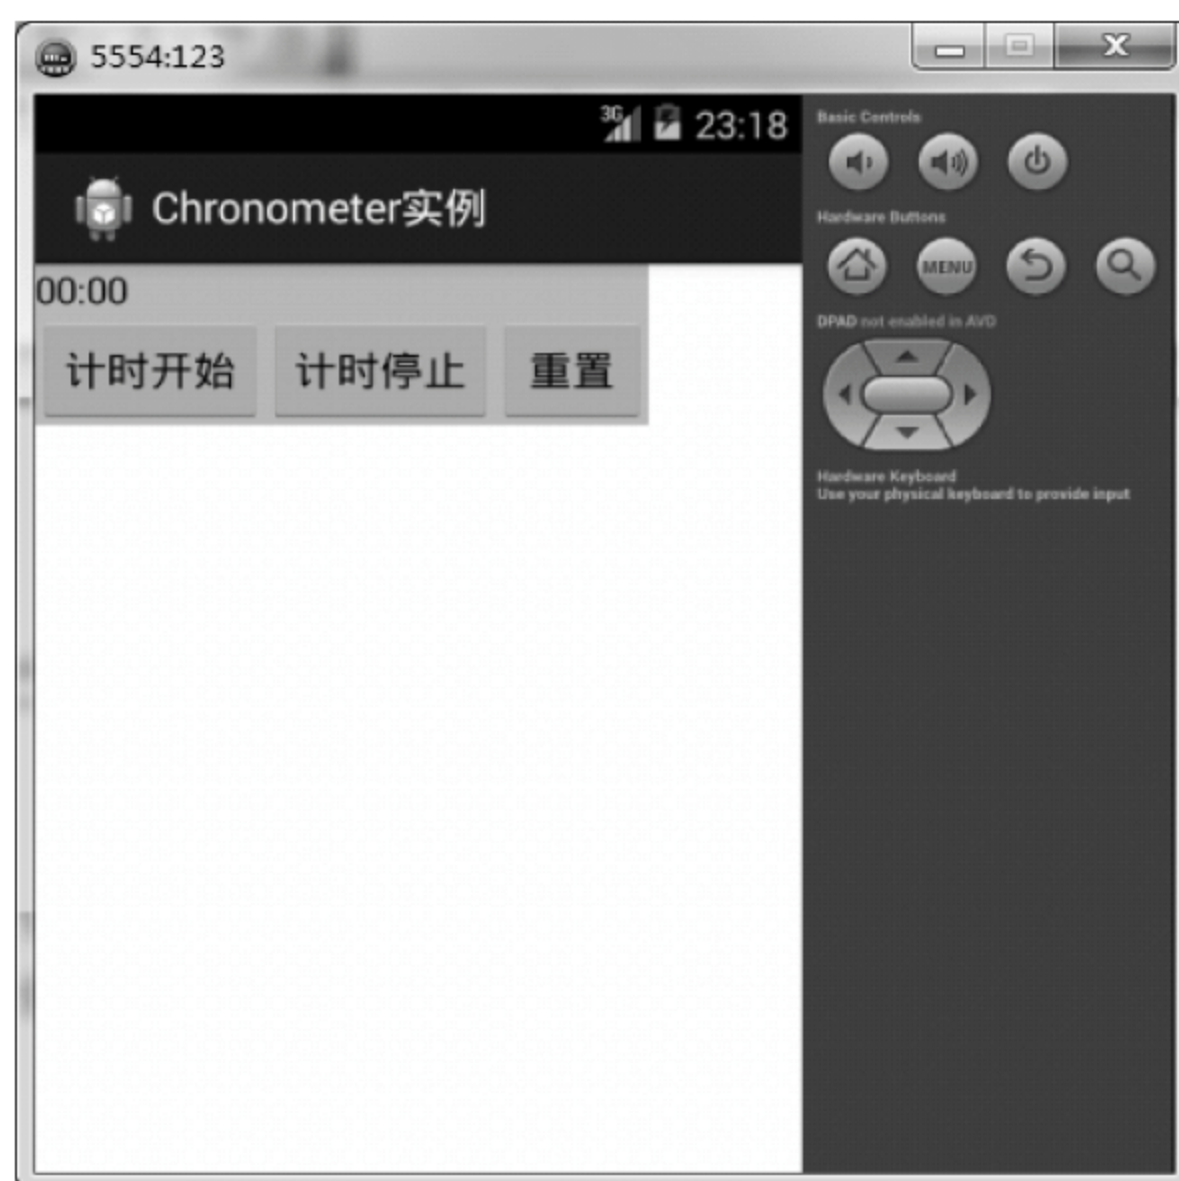 5554:123
3G 23:18
Chronometer实例
00:00
计时开始 计时停止 重置
Basic Controls
Hardware Buttons
MENU
DPAD not enabled in AVD
Hardware Keyboard
Use your physical keyboard to provide input